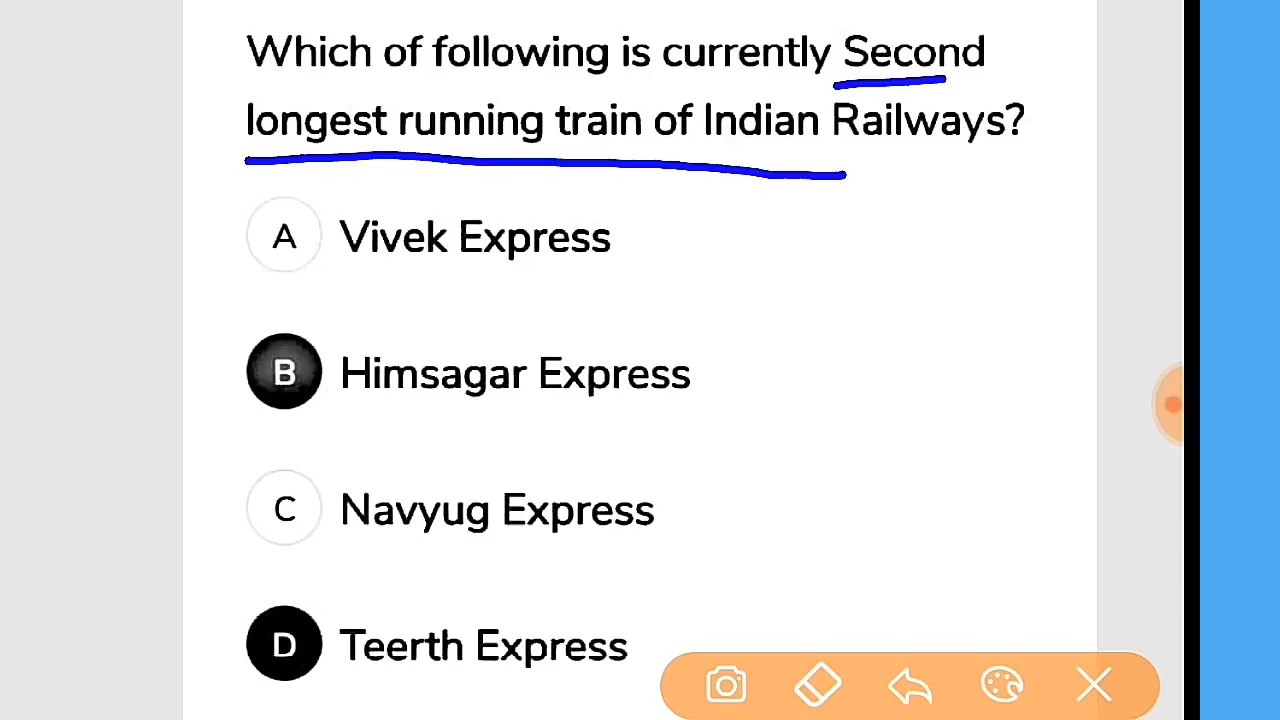 Which of following is currently Second
longest running train of Indian Railways?
A Vivek Express
B Himsagar Express
C Navyug Express
D Teerth Express